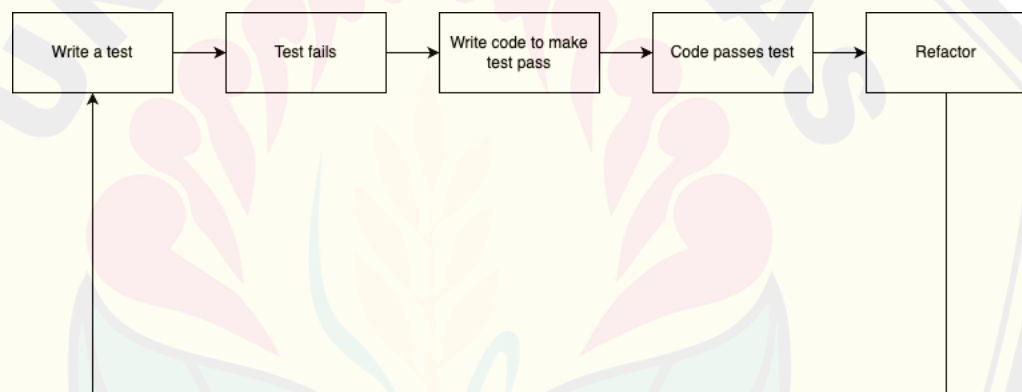 Write a test
Test fails
Write code to make
test pass
Code passes test
Refactor